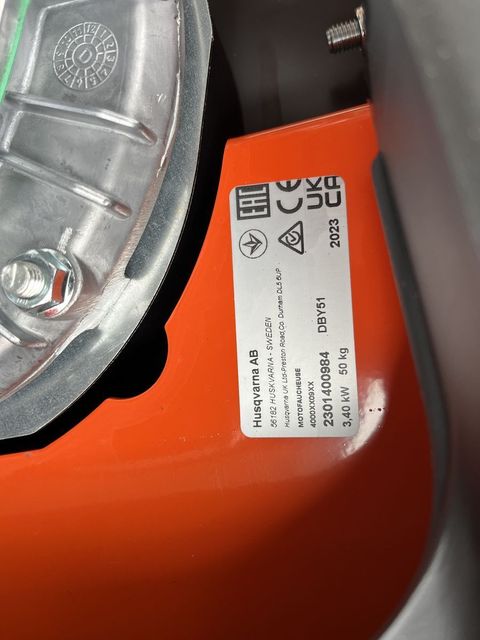 EAC CE UK CA
Husqvarna AB
56182 HUSKVARNA - SWEDEN
Husqvarna UK Ltd-Preston Road,Co. Durham DL5 6UP
MOTOFAUCHEUSE
4000XX09XX
2301400984 DBY51 2023
3,40 kW 50 kg